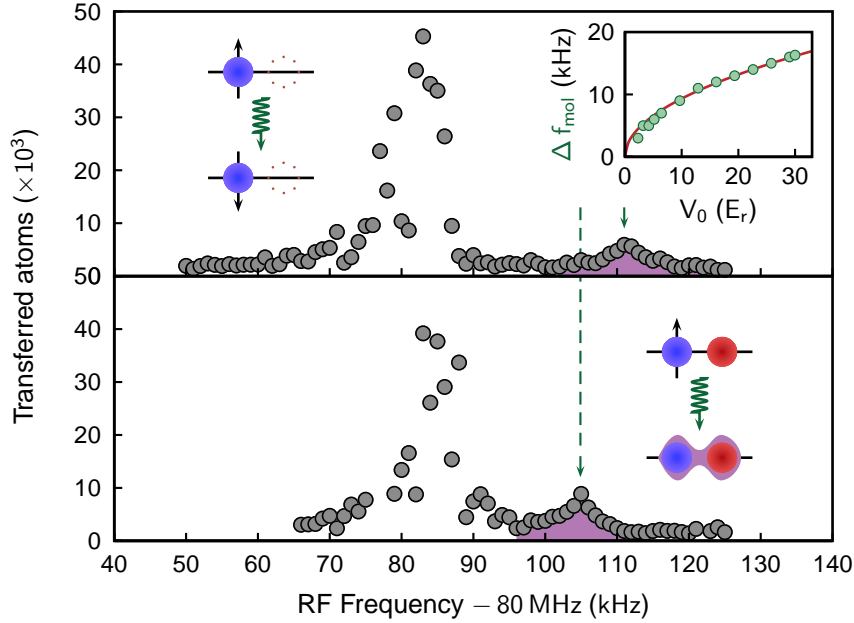 50
40
30
20
10
50
40
30
20
10
0
Transferred atoms (×10³)
40 50 60 70 80 90 100 110 120 130 140
RF Frequency − 80 MHz (kHz)
20
10
0
Δ f_mol (kHz)
0 10 20 30
V_0 (E_r)